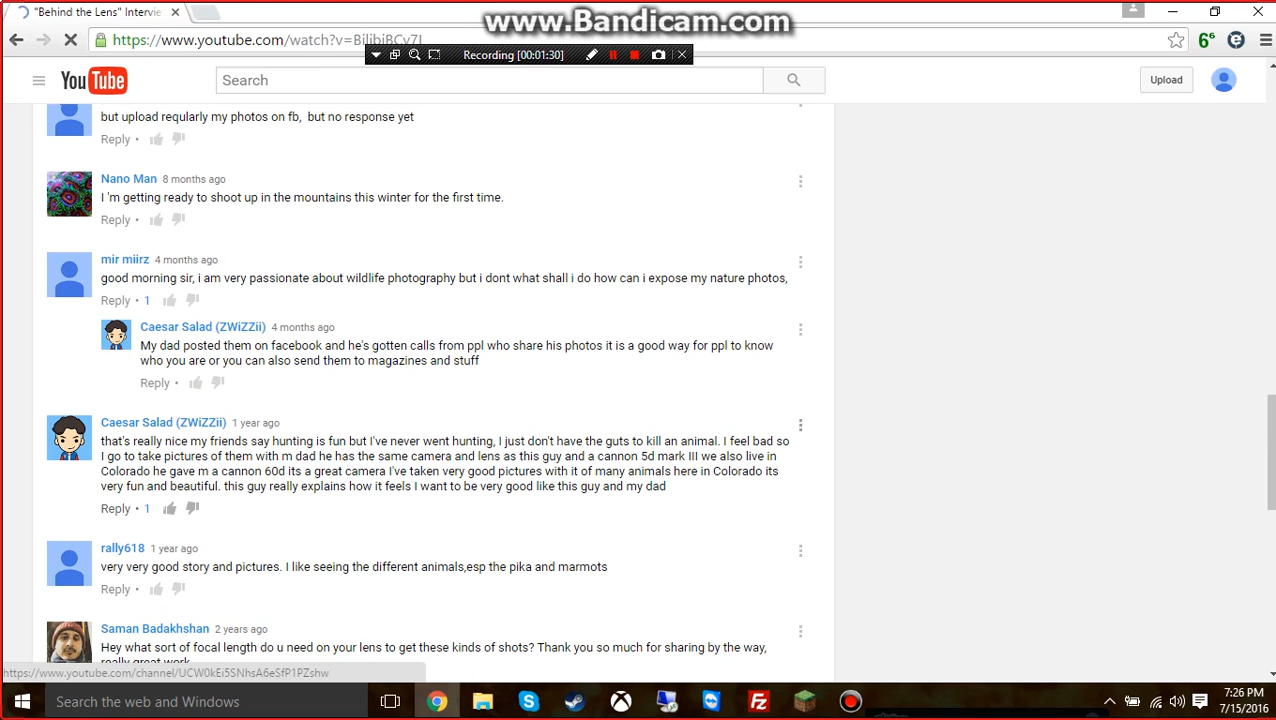 "Behind the Lens" Intervie
www.Bandicam.com
https://www.youtube.com/watch?v=BilibiBCv7I
6°
Recording [00:01:30]
YouTube
Search
Upload
but upload reqularly my photos on fb, but no response yet
Reply •
Nano Man 8 months ago
I 'm getting ready to shoot up in the mountains this winter for the first time.
Reply •
mir miirz 4 months ago
good morning sir, i am very passionate about wildlife photography but i dont what shall i do how can i expose my nature photos,
Reply • 1
Caesar Salad (ZWiZZii) 4 months ago
My dad posted them on facebook and he's gotten calls from ppl who share his photos it is a good way for ppl to know
who you are or you can also send them to magazines and stuff
Reply •
Caesar Salad (ZWiZZii) 1 year ago
that's really nice my friends say hunting is fun but I've never went hunting, I just don't have the guts to kill an animal. I feel bad so
I go to take pictures of them with m dad he has the same camera and lens as this guy and a cannon 5d mark III we also live in
Colorado he gave m a cannon 60d its a great camera I've taken very good pictures with it of many animals here in Colorado its
very fun and beautiful. this guy really explains how it feels I want to be very good like this guy and my dad
Reply • 1
rally618 1 year ago
very very good story and pictures. I like seeing the different animals,esp the pika and marmots
Reply •
Saman Badakhshan 2 years ago
Hey what sort of focal length do u need on your lens to get these kinds of shots? Thank you so much for sharing by the way,
really great work
https://www.youtube.com/channel/UCW0kEi5SNhsA6eSfP1PZshw
Search the web and Windows
7:26 PM
7/15/2016